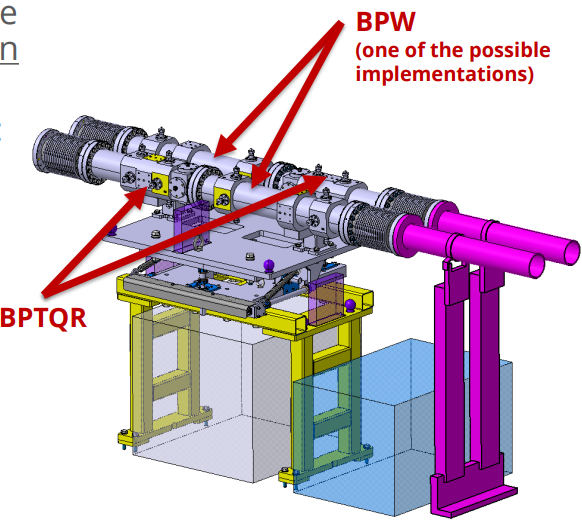 e
n
:
BPW
(one of the possible
implementations)
BPTQR